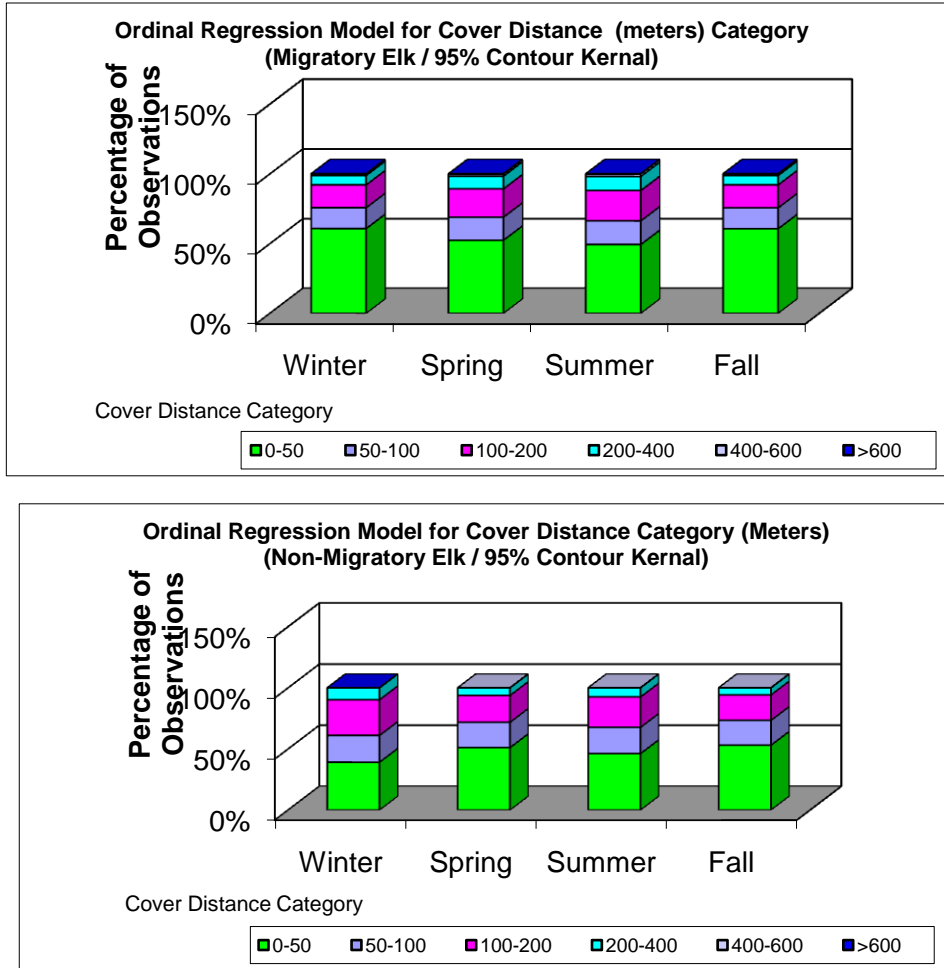 Ordinal Regression Model for Cover Distance (meters) Category
(Migratory Elk / 95% Contour Kernal)
Percentage of
Observations
150%
100%
50%
0%
Winter Spring Summer Fall
Cover Distance Category
0-50 50-100 100-200 200-400 400-600 >600
Ordinal Regression Model for Cover Distance Category (Meters)
(Non-Migratory Elk / 95% Contour Kernal)
Percentage of
Observations
150%
100%
50%
0%
Winter Spring Summer Fall
Cover Distance Category
0-50 50-100 100-200 200-400 400-600 >600